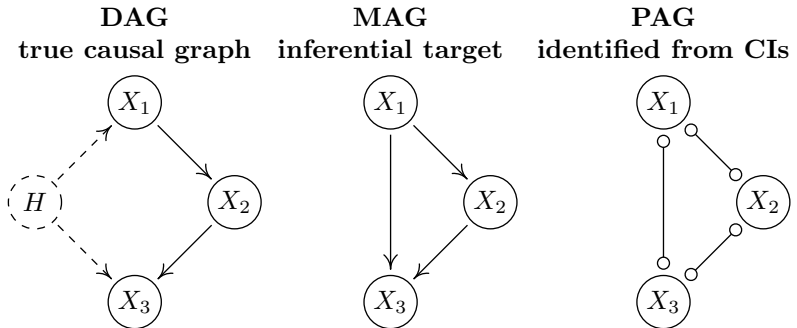 DAG
true causal graph
MAG
inferential target
PAG
identified from CIs
X₁
H
X₂
X₃
X₁
X₂
X₃
X₁
X₂
X₃